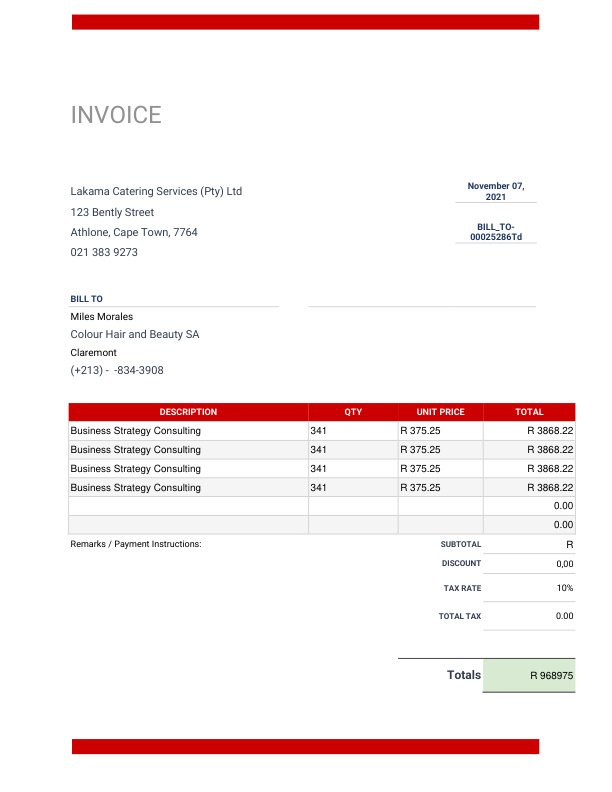 INVOICE
Lakama Catering Services (Pty) Ltd
November 07,
2021
123 Bently Street
Athlone, Cape Town, 7764
BILL_TO-
00025286Td
021 383 9273
BILL TO
Miles Morales
Colour Hair and Beauty SA
Claremont
(+213) - -834-3908
DESCRIPTION QTY UNIT PRICE TOTAL
Business Strategy Consulting 341 R 375.25 R 3868.22
Business Strategy Consulting 341 R 375.25 R 3868.22
Business Strategy Consulting 341 R 375.25 R 3868.22
Business Strategy Consulting 341 R 375.25 R 3868.22
0.00
0.00
Remarks / Payment Instructions: SUBTOTAL R
DISCOUNT 0,00
TAX RATE 10%
TOTAL TAX 0.00
Totals R 968975